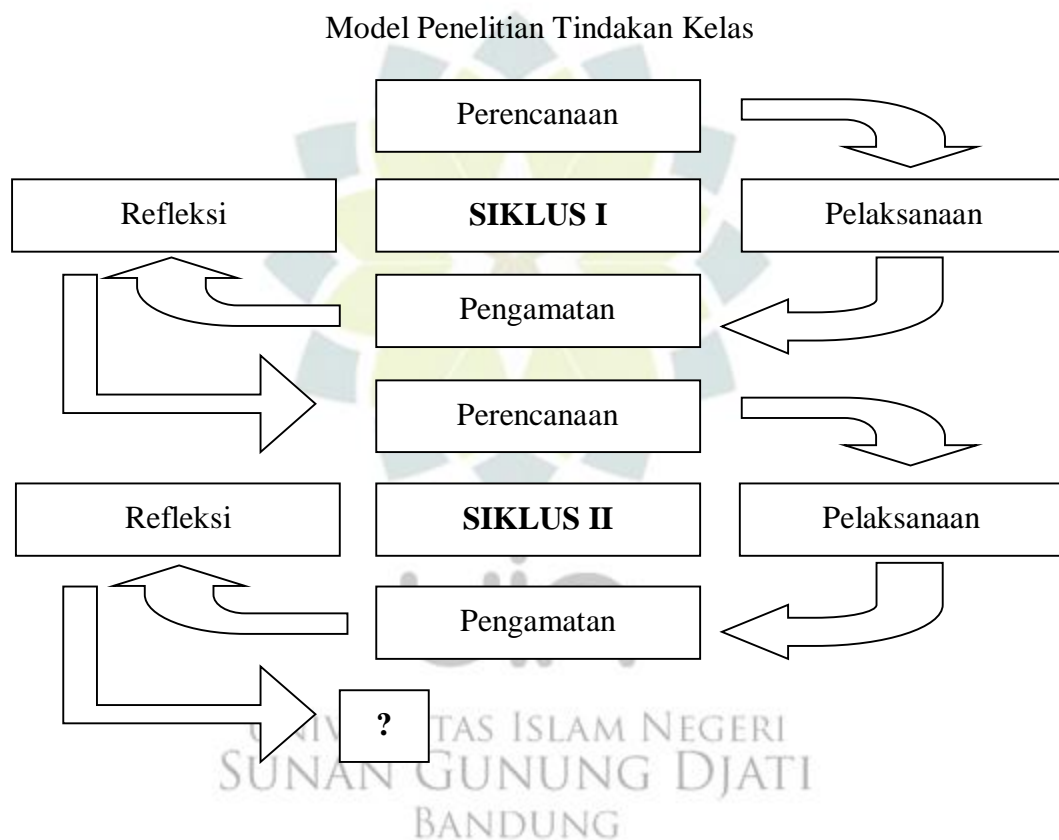 Model Penelitian Tindakan Kelas
Perencanaan
Refleksi
SIKLUS I
Pelaksanaan
Pengamatan
Perencanaan
Refleksi
SIKLUS II
Pelaksanaan
Pengamatan
?
UNIVERSITAS ISLAM NEGERI
SUNAN GUNUNG DJATI
BANDUNG